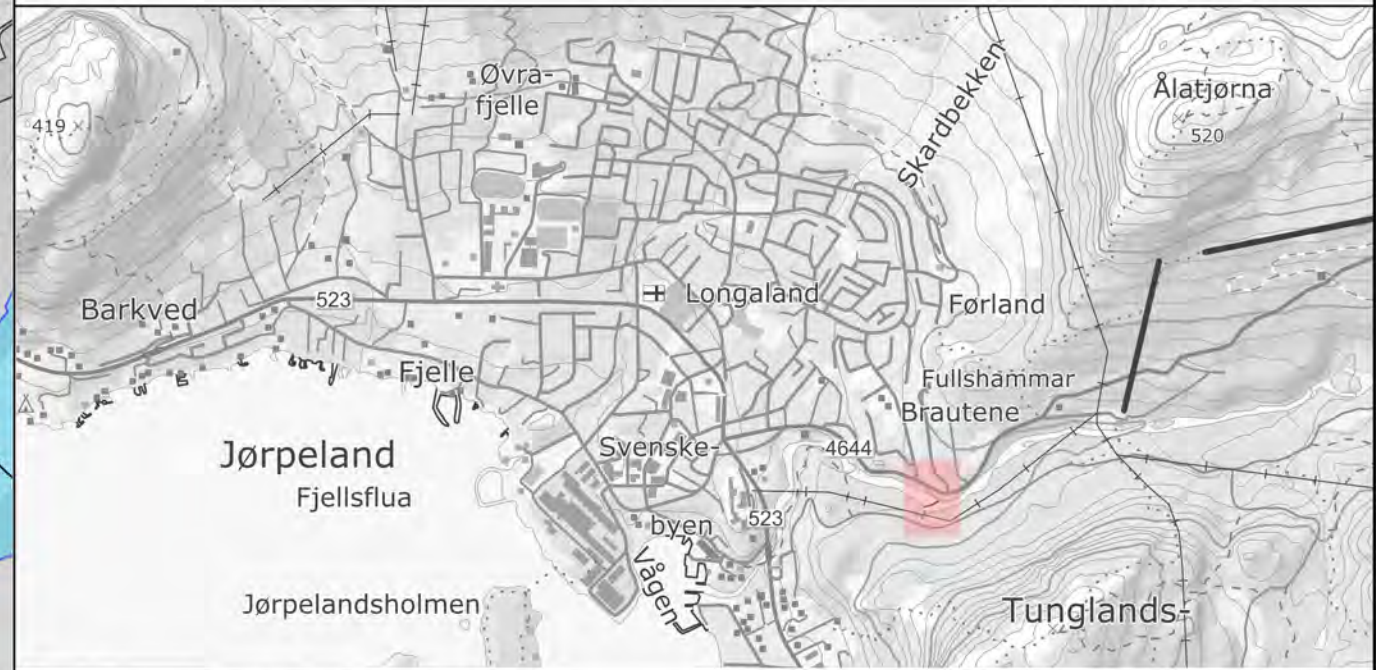 Øvra-
fjelle
Ålatjørna
520
419
Skardbekken
Barkved
523
Longaland
Førland
Fjelle
Fullshammar
Brautene
Jørpeland
Svenske-
4644
Fjellsflua
byen
523
Vågen
Jørpelandsholmen
Tunglands-